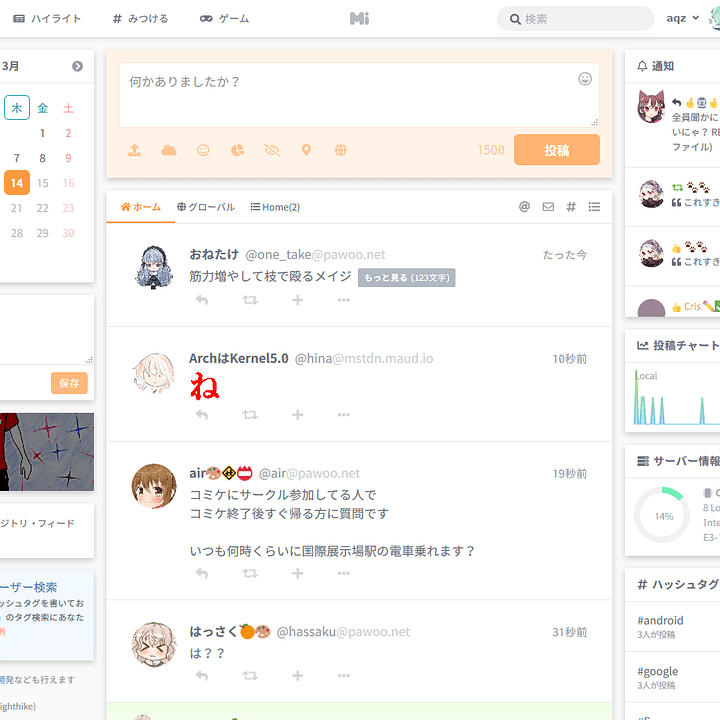 ハイライト
# みつける
ゲーム
Mi
検索
aqz
3月
木 金 土
1 2
7 8 9
14 15 16
21 22 23
28 29 30
保存
ジトリ・フィード
ーザー検索
ッシュタグを書いてお
のタグ検索にあなた
例
開発なども行えます
ighthike)
何かありましたか？
1500
投稿
ホーム
グローバル
Home(2)
おねたけ @one_take@pawoo.net
たった今
筋力増やして枝で殴るメイジ もっと見る (123文字)
ArchはKernel5.0 @hina@mstdn.maud.io
10秒前
ね
air @air@pawoo.net
19秒前
コミケにサークル参加してる人で
コミケ終了後すぐ帰る方に質問です
いつも何時くらいに国際展示場駅の電車乗れます？
はっさく @hassaku@pawoo.net
31秒前
は？？
通知
全員聞かに
いにゃ？ RE
ファイル)
これすき
これすき
Cris
投稿チャート
Local
サーバー情報
14%
8 Lo
Inte
E3-
# ハッシュタグ
#android
3人が投稿
#google
3人が投稿